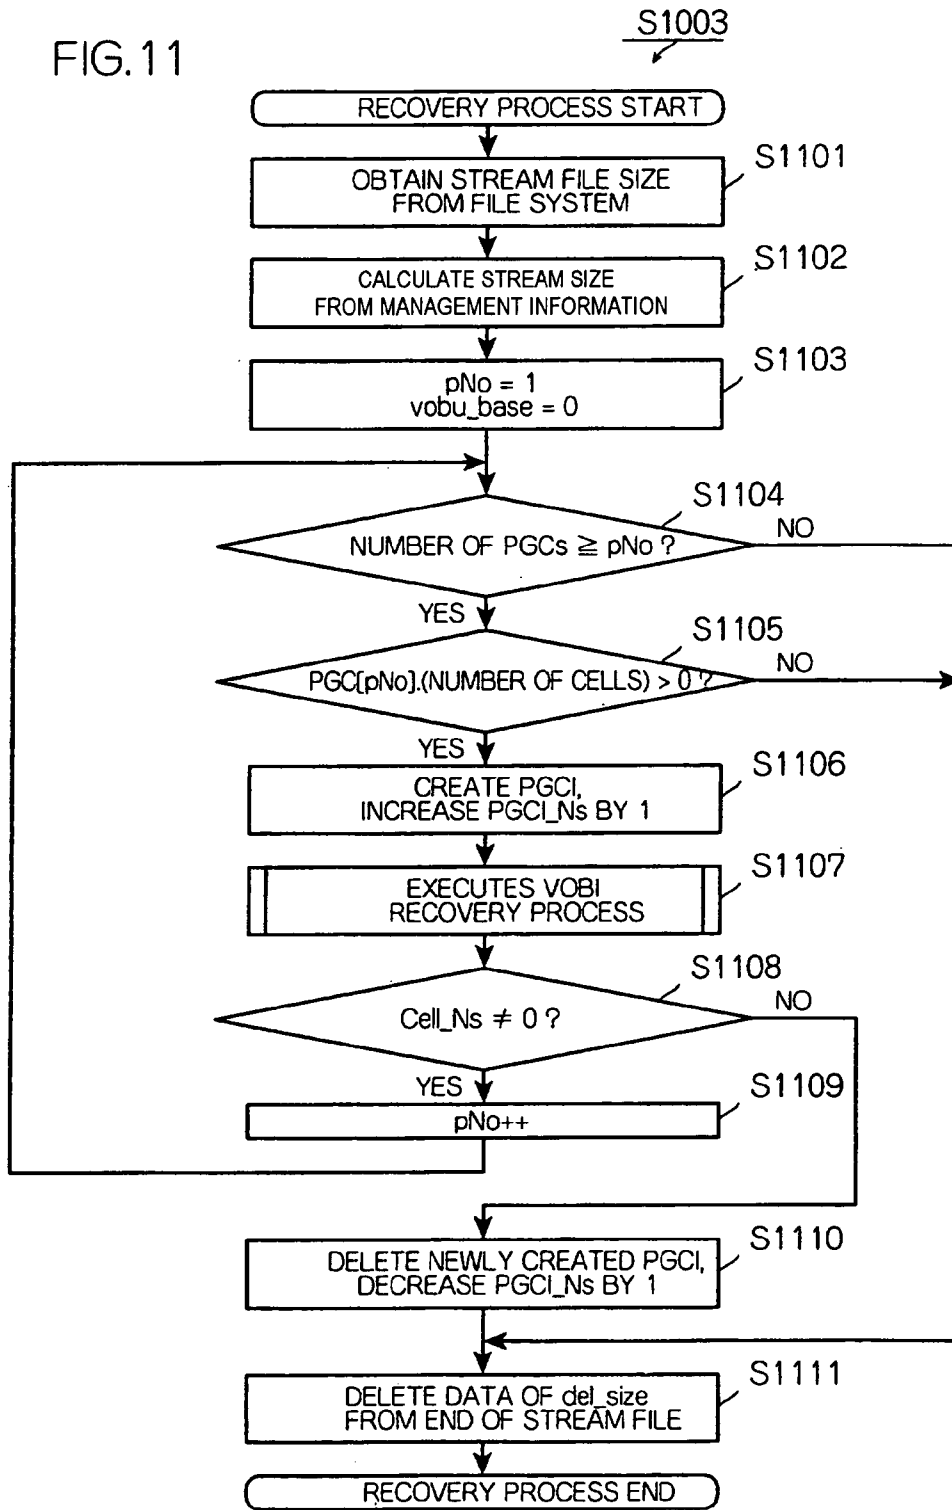 S1003
FIG.11
RECOVERY PROCESS START
S1101
OBTAIN STREAM FILE SIZE
FROM FILE SYSTEM
S1102
CALCULATE STREAM SIZE
FROM MANAGEMENT INFORMATION
S1103
pNo = 1
vobu_base = 0
S1104
NUMBER OF PGCs ≧ pNo ?
NO
YES
S1105
PGC[pNo].(NUMBER OF CELLS) > 0 ?
NO
YES
S1106
CREATE PGCI,
INCREASE PGCI_Ns BY 1
S1107
EXECUTES VOBI
RECOVERY PROCESS
S1108
Cell_Ns ≠ 0 ?
NO
YES
S1109
pNo++
S1110
DELETE NEWLY CREATED PGCI,
DECREASE PGCI_Ns BY 1
S1111
DELETE DATA OF del_size
FROM END OF STREAM FILE
RECOVERY PROCESS END